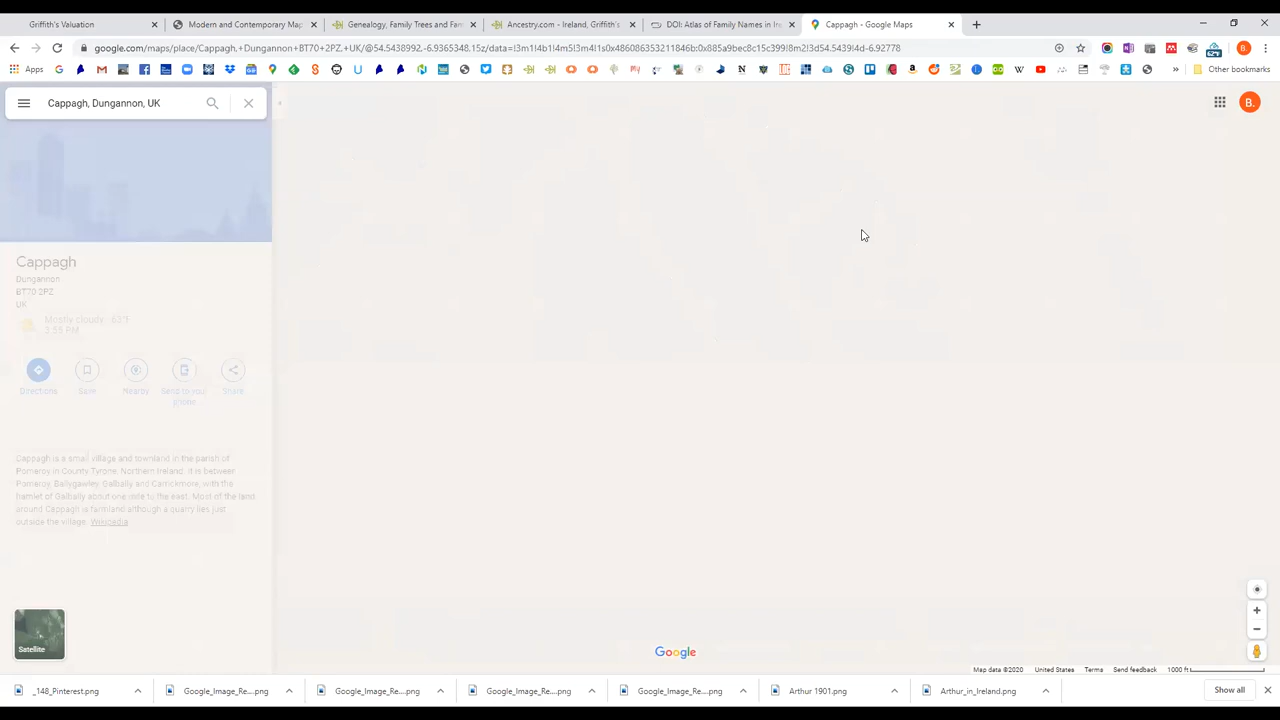 Griffith's Valuation
Modern and Contemporary Ma
Genealogy, Family Trees and Fam
Ancestry.com - Ireland, Griffith's
DOI: Atlas of Family Names in Ire
Cappagh - Google Maps
google.com/maps/place/Cappagh,+Dungannon+BT70+2PZ,+UK/@54.5438992,-6.9365348,15z/data=!3m1!4b1!4m5!3m4!1s0x486086353211846b:0x885a9bec8c15c399!8m2!3d54.5439!4d-6.92778
B.
Apps
Other bookmarks
Cappagh, Dungannon, UK
B.
Cappagh
Dungannon
BT70 2PZ
UK
Mostly cloudy · 63°F
3:55 PM
Directions
Save
Nearby
Send to your phone
Share
Cappagh is a small village and townland in the parish of
Pomeroy in County Tyrone, Northern Ireland. It is between
Pomeroy, Ballygawley, Galbally and Carrickmore, with the
hamlet of Galbally about one mile to the east. Most of the land
around Cappagh is farmland although a quarry lies just
outside the village. Wikipedia
Satellite
Google
Map data ©2020
United States
Terms
Send feedback
1000 ft
_148_Pinterest.png
Google_Image_Re....png
Google_Image_Re....png
Google_Image_Re....png
Google_Image_Re....png
Arthur 1901.png
Arthur_in_Ireland.png
Show all